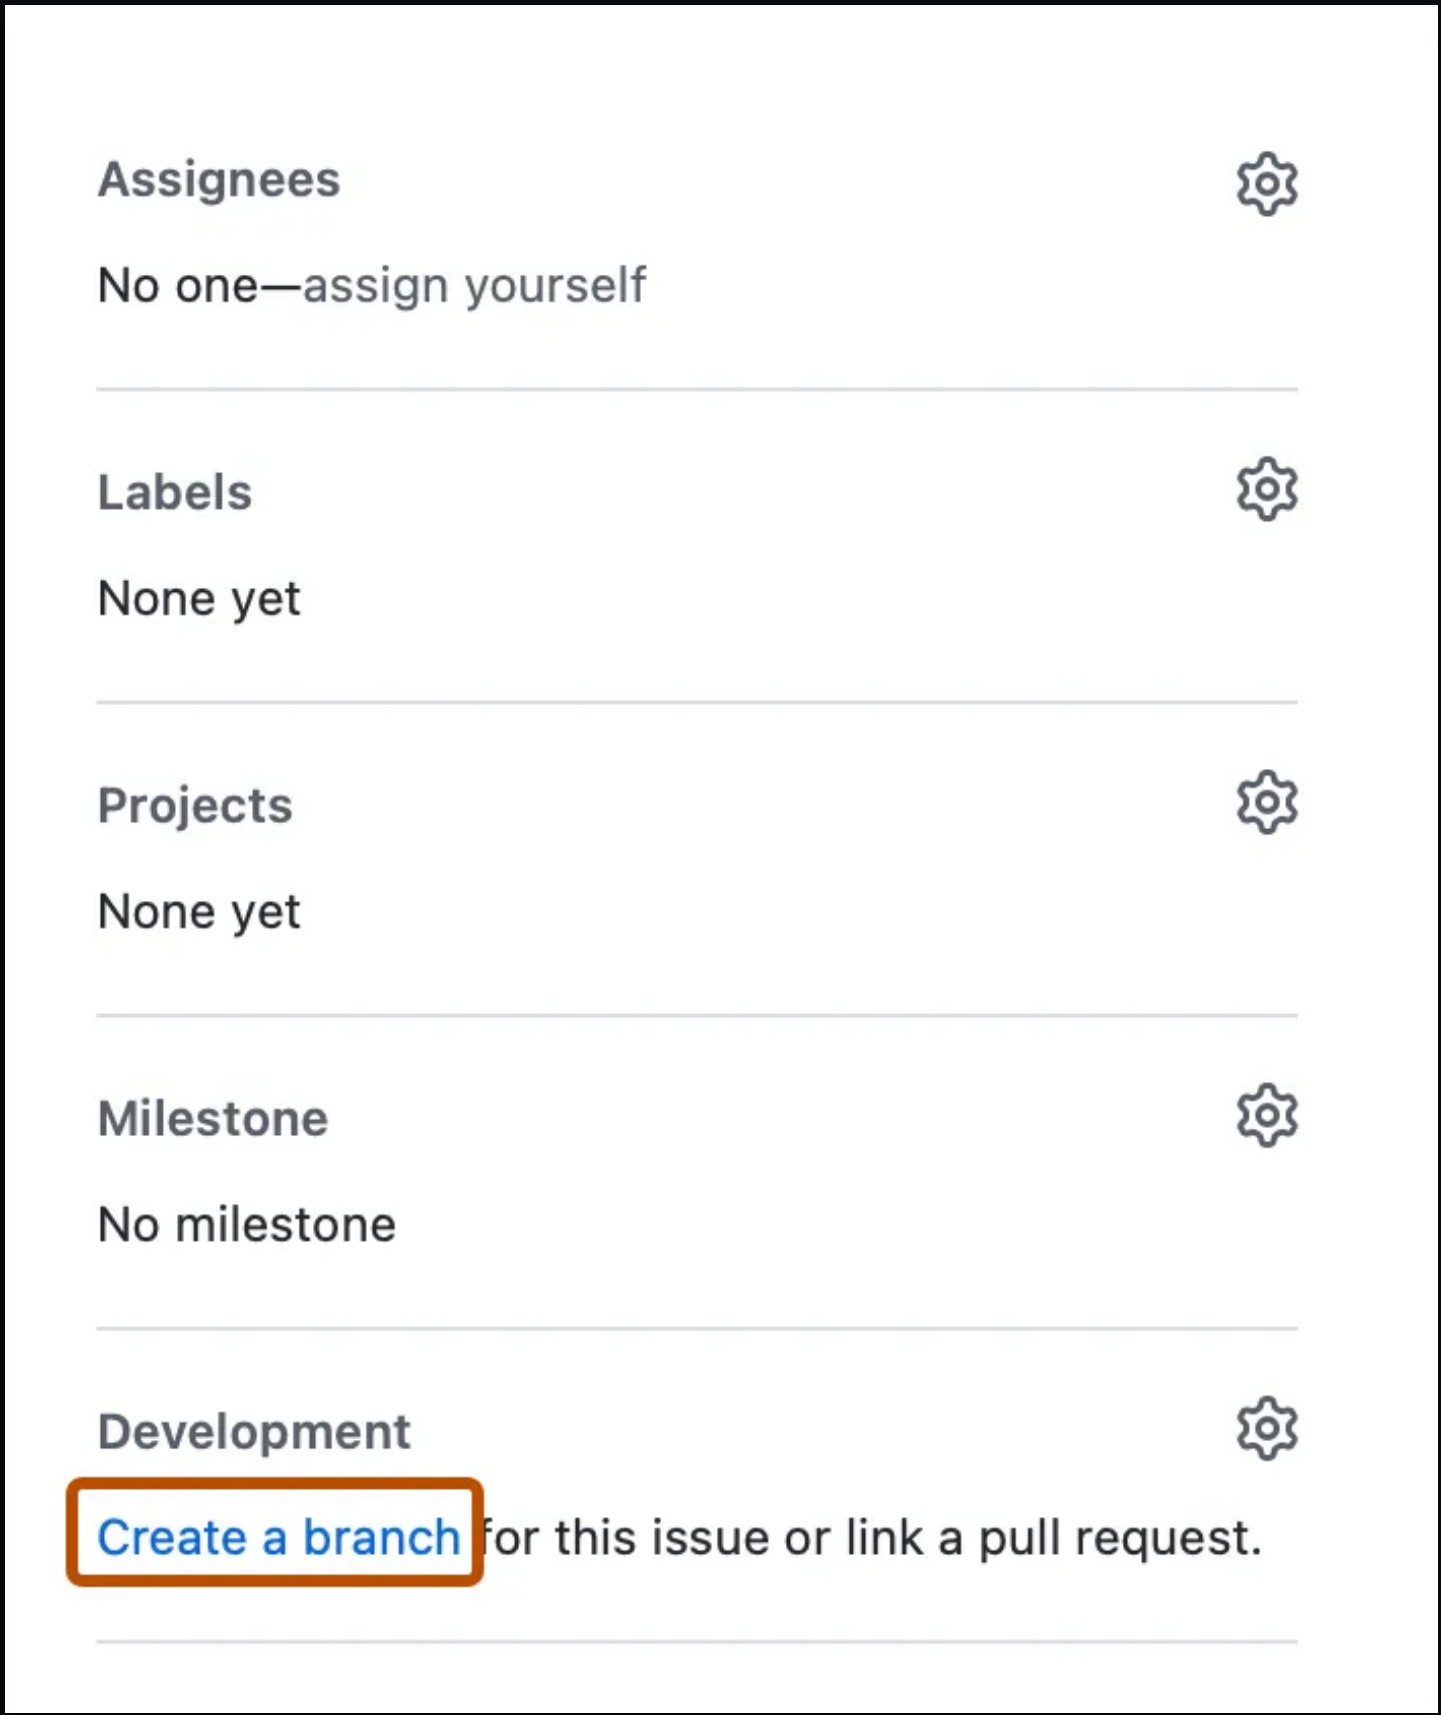 Assignees
No one—assign yourself
Labels
None yet
Projects
None yet
Milestone
No milestone
Development
Create a branch for this issue or link a pull request.